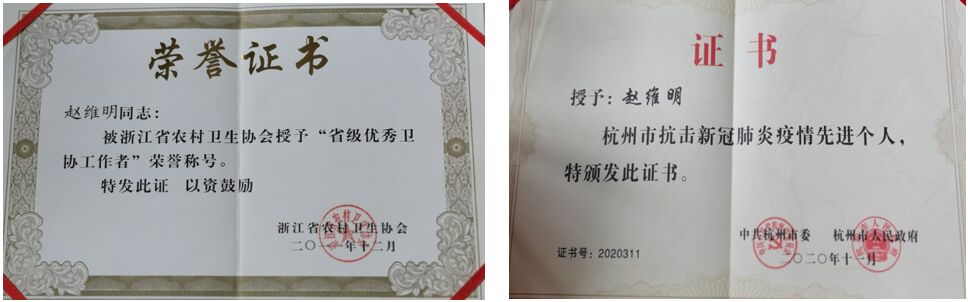 荣誉证书
赵维明同志：
被浙江省农村卫生协会授予“省级优秀卫
协工作者”荣誉称号。
特发此证 以资鼓励
浙江省农村卫生协会
二〇一一年十二月
证书
授予：赵维明
杭州市抗击新冠肺炎疫情先进个人，
特颁发此证书。
中共杭州市委 杭州市人民政府
二〇二〇年十一月
证书号：2020311